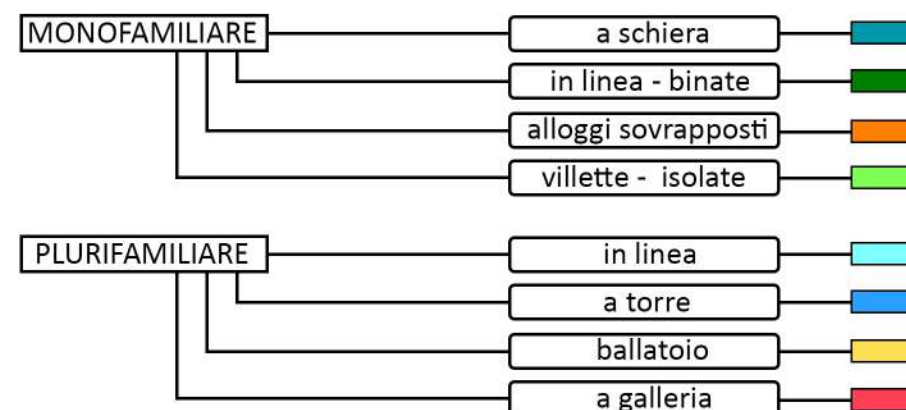 MONOFAMILIARE
a schiera
in linea - binate
alloggi sovrapposti
villette - isolate
PLURIFAMILIARE
in linea
a torre
ballatoio
a galleria